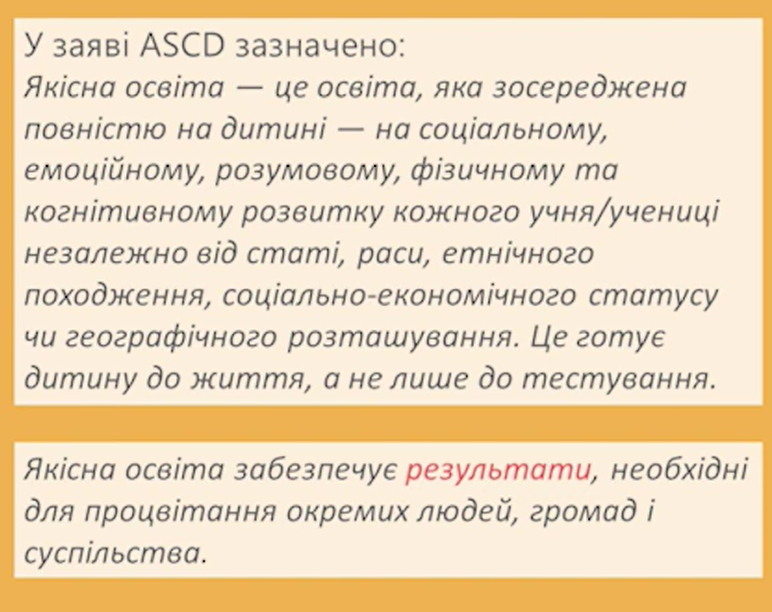 У заяві ASCD зазначено:
Якісна освіта — це освіта, яка зосереджена
повністю на дитині — на соціальному,
емоційному, розумовому, фізичному та
когнітивному розвитку кожного учня/учениці
незалежно від статі, раси, етнічного
походження, соціально-економічного статусу
чи географічного розташування. Це готує
дитину до життя, а не лише до тестування.
Якісна освіта забезпечує результати, необхідні
для процвітання окремих людей, громад і
суспільства.